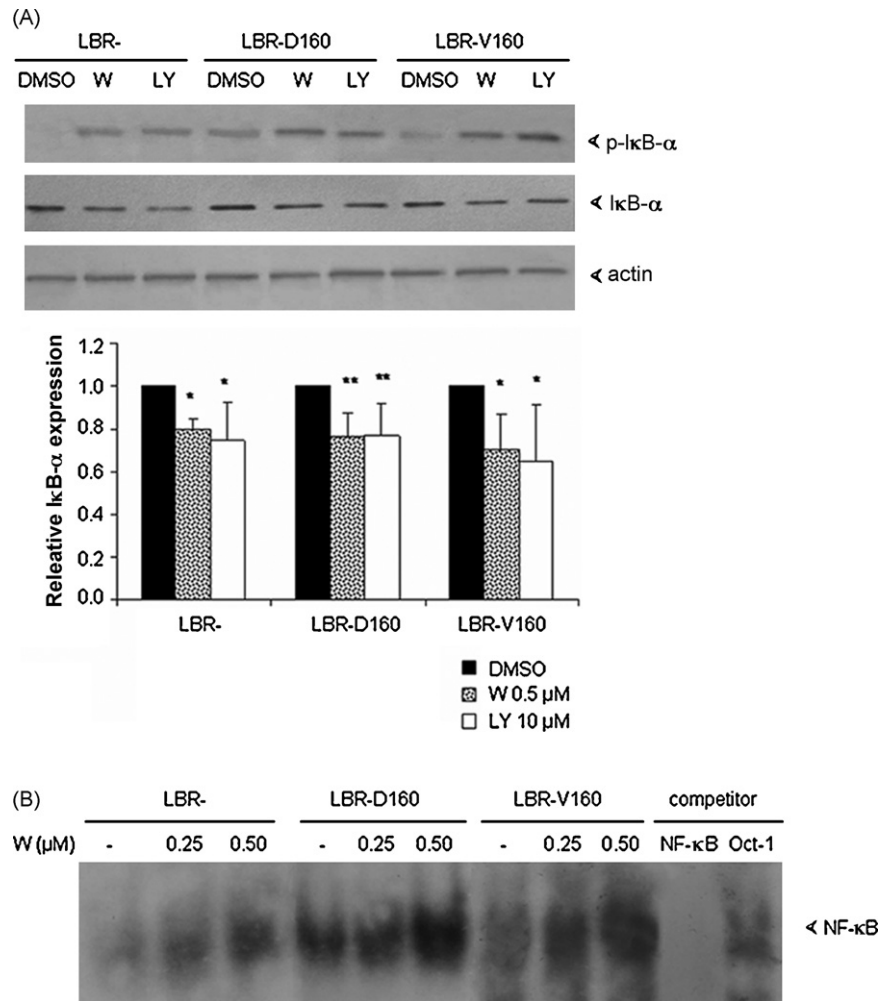 (A)
LBR- LBR-D160 LBR-V160
DMSO W LY DMSO W LY DMSO W LY
p-IκB-α
IκB-α
actin
Releative IκB-α expression
1.2
1.0
0.8
0.6
0.4
0.2
0.0
* * ** ** * *
LBR- LBR-D160 LBR-V160
DMSO
W 0.5 µM
LY 10 µM
(B)
LBR- LBR-D160 LBR-V160 competitor
W (µM) - 0.25 0.50 - 0.25 0.50 - 0.25 0.50 NF-κB Oct-1
NF-κB